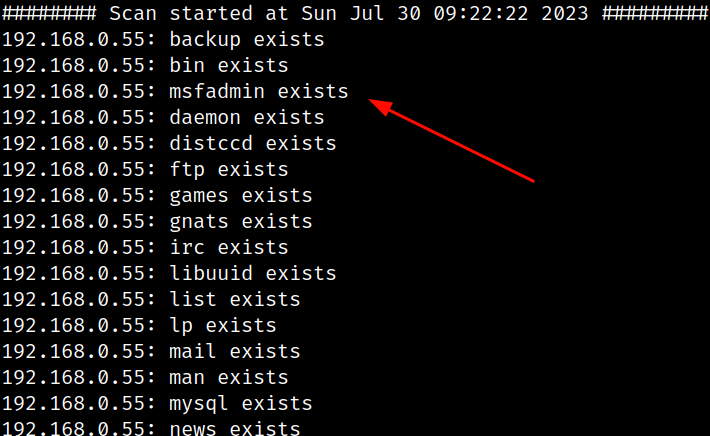 ######## Scan started at Sun Jul 30 09:22:22 2023 #########
192.168.0.55: backup exists
192.168.0.55: bin exists
192.168.0.55: msfadmin exists
192.168.0.55: daemon exists
192.168.0.55: distccd exists
192.168.0.55: ftp exists
192.168.0.55: games exists
192.168.0.55: gnats exists
192.168.0.55: irc exists
192.168.0.55: libuuid exists
192.168.0.55: list exists
192.168.0.55: lp exists
192.168.0.55: mail exists
192.168.0.55: man exists
192.168.0.55: mysql exists
192.168.0.55: news exists